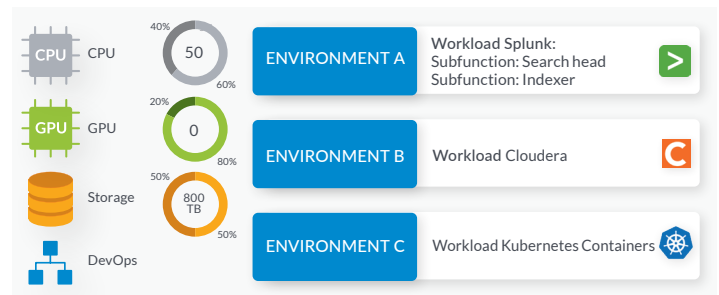 CPU
CPU
40%
50
60%
GPU
GPU
20%
0
80%
Storage
50%
800
TB
50%
DevOps
ENVIRONMENT A
Workload Splunk:
Subfunction: Search head
Subfunction: Indexer
>
ENVIRONMENT B
Workload Cloudera
C
ENVIRONMENT C
Workload Kubernetes Containers